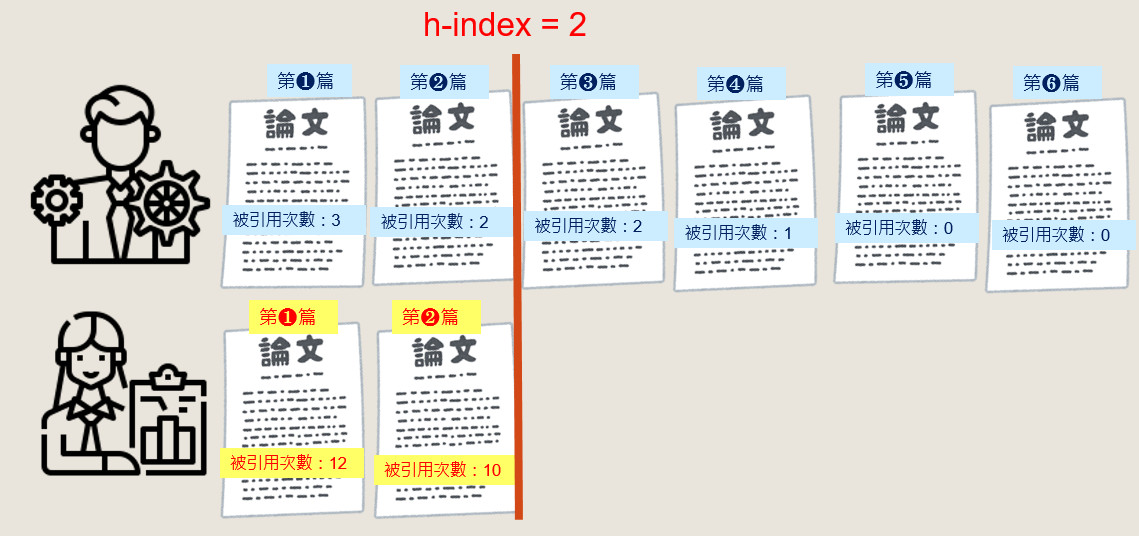 h-index = 2
第❶篇
第❷篇
第❸篇
第❹篇
第❺篇
第❻篇
論文
論文
論文
論文
論文
論文
被引用次數：3
被引用次數：2
被引用次數：2
被引用次數：1
被引用次數：0
被引用次數：0
第❶篇
第❷篇
論文
論文
被引用次數：12
被引用次數：10